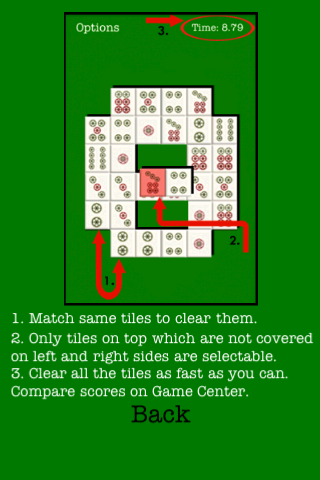 Options
3.
Time: 8.79
2.
1.
1. Match same tiles to clear them.
2. Only tiles on top which are not covered
on left and right sides are selectable.
3. Clear all the tiles as fast as you can.
Compare scores on Game Center.
Back